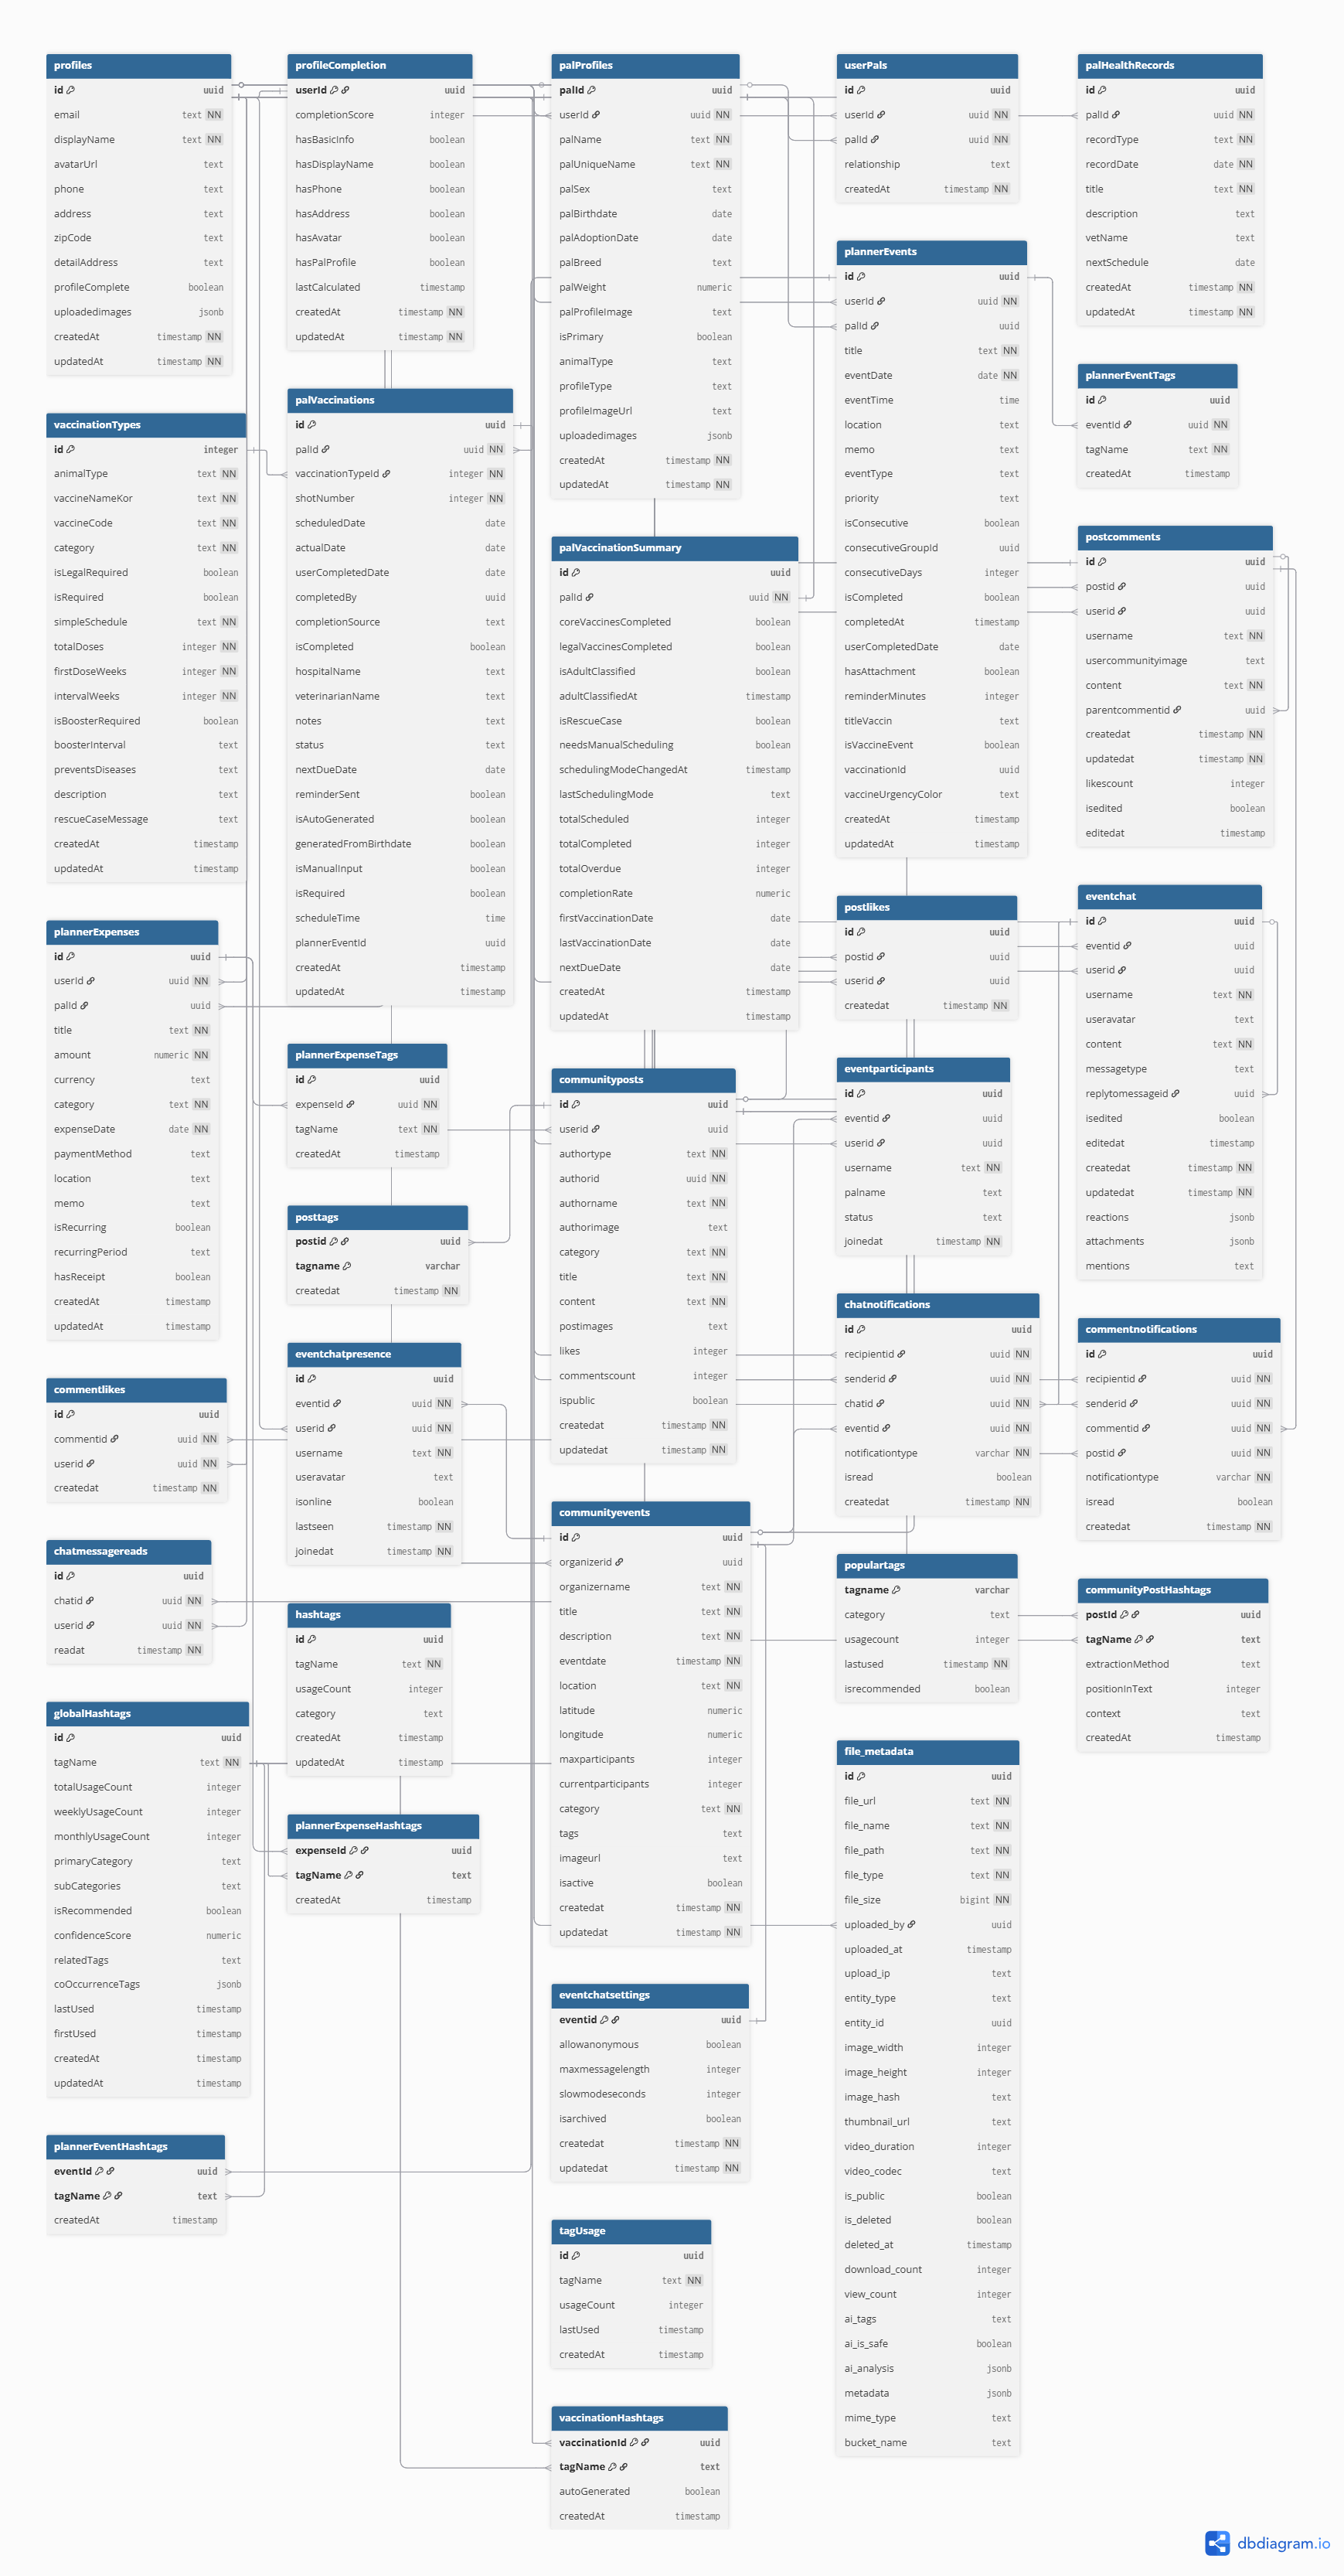 profiles
id uuid
email text NN
displayName text NN
avatarUrl text
phone text
address text
zipCode text
detailAddress text
profileComplete boolean
uploadedimages jsonb
createdAt timestamp NN
updatedAt timestamp NN
profileCompletion
userId uuid
completionScore integer
hasBasicInfo boolean
hasDisplayName boolean
hasPhone boolean
hasAddress boolean
hasAvatar boolean
hasPalProfile boolean
lastCalculated timestamp
createdAt timestamp NN
updatedAt timestamp NN
palProfiles
palId uuid
userId uuid NN
palName text NN
palUniqueName text NN
palSex text
palBirthdate date
palAdoptionDate date
palBreed text
palWeight numeric
palProfileImage text
isPrimary boolean
animalType text
profileType text
profileImageUrl text
uploadedimages jsonb
createdAt timestamp NN
updatedAt timestamp NN
userPals
id uuid
userId uuid NN
palId uuid NN
relationship text
createdAt timestamp NN
palHealthRecords
id uuid
palId uuid NN
recordType text NN
recordDate date NN
title text NN
description text
vetName text
nextSchedule date
createdAt timestamp NN
updatedAt timestamp NN
plannerEvents
id uuid
userId uuid NN
palId uuid
title text NN
eventDate date NN
eventTime time
location text
memo text
eventType text
priority text
isConsecutive boolean
consecutiveGroupId uuid
consecutiveDays integer
isCompleted boolean
completedAt timestamp
userCompletedDate date
hasAttachment boolean
reminderMinutes integer
titleVaccin text
isVaccineEvent boolean
vaccinationId uuid
vaccineUrgencyColor text
createdAt timestamp
updatedAt timestamp
plannerEventTags
id uuid
eventId uuid NN
tagName text NN
createdAt timestamp
vaccinationTypes
id integer
animalType text NN
vaccineNameKor text NN
vaccineCode text NN
category text NN
isLegalRequired boolean
isRequired boolean
simpleSchedule text NN
totalDoses integer NN
firstDoseWeeks integer NN
intervalWeeks integer NN
isBoosterRequired boolean
boosterInterval text
preventsDiseases text
description text
rescueCaseMessage text
createdAt timestamp
updatedAt timestamp
palVaccinations
id uuid
palId uuid NN
vaccinationTypeId integer NN
shotNumber integer NN
scheduledDate date
actualDate date
userCompletedDate date
completedBy uuid
completionSource text
isCompleted boolean
hospitalName text
veterinarianName text
notes text
status text
nextDueDate date
reminderSent boolean
isAutoGenerated boolean
generatedFromBirthdate boolean
isManualInput boolean
isRequired boolean
scheduleTime time
plannerEventId uuid
createdAt timestamp
updatedAt timestamp
palVaccinationSummary
id uuid
palId uuid NN
coreVaccinesCompleted boolean
legalVaccinesCompleted boolean
isAdultClassified boolean
adultClassifiedAt timestamp
isRescueCase boolean
needsManualScheduling boolean
schedulingModeChangedAt timestamp
lastSchedulingMode text
totalScheduled integer
totalCompleted integer
totalOverdue integer
completionRate numeric
firstVaccinationDate date
lastVaccinationDate date
nextDueDate date
createdAt timestamp
updatedAt timestamp
postcomments
id uuid
postid uuid
userid uuid
username text NN
usercommunityimage text
content text NN
parentcommentid uuid
createdat timestamp NN
updatedat timestamp NN
likescount integer
isedited boolean
editedat timestamp
plannerExpenses
id uuid
userId uuid NN
palId uuid
title text NN
amount numeric NN
currency text
category text NN
expenseDate date NN
paymentMethod text
location text
memo text
isRecurring boolean
recurringPeriod text
hasReceipt boolean
createdAt timestamp
updatedAt timestamp
postlikes
id uuid
postid uuid
userid uuid
createdat timestamp NN
eventchat
id uuid
eventid uuid
userid uuid
username text NN
useravatar text
content text NN
messagetype text
replytomessageid uuid
isedited boolean
editedat timestamp
createdat timestamp NN
updatedat timestamp NN
reactions jsonb
attachments jsonb
mentions text
plannerExpenseTags
id uuid
expenseId uuid NN
tagName text NN
createdAt timestamp
communityposts
id uuid
userid uuid
authortype text NN
authorid uuid NN
authorname text NN
authorimage text
category text NN
title text NN
content text NN
postimages text
likes integer
commentscount integer
ispublic boolean
createdat timestamp NN
updatedat timestamp NN
eventparticipants
id uuid
eventid uuid
userid uuid
username text NN
palname text
status text
joinedat timestamp NN
posttags
postid uuid
tagname varchar
createdat timestamp NN
chatnotifications
id uuid
recipientid uuid NN
senderid uuid NN
chatid uuid NN
eventid uuid NN
notificationtype varchar NN
isread boolean
createdat timestamp NN
commentnotifications
id uuid
recipientid uuid NN
senderid uuid NN
commentid uuid NN
postid uuid NN
notificationtype varchar NN
isread boolean
createdat timestamp NN
commentlikes
id uuid
commentid uuid NN
userid uuid NN
createdat timestamp NN
eventchatpresence
id uuid
eventid uuid NN
userid uuid NN
username text NN
useravatar text
isonline boolean
lastseen timestamp NN
joinedat timestamp NN
communityevents
id uuid
organizerid uuid
organizername text NN
title text NN
description text NN
eventdate timestamp NN
location text NN
latitude numeric
longitude numeric
maxparticipants integer
currentparticipants integer
category text NN
tags text
imageurl text
isactive boolean
createdat timestamp NN
updatedat timestamp NN
chatmessagereads
id uuid
chatid uuid NN
userid uuid NN
readat timestamp NN
populartags
tagname varchar
category text
usagecount integer
lastused timestamp NN
isrecommended boolean
communityPostHashtags
postId uuid
tagName text
extractionMethod text
positionInText integer
context text
createdAt timestamp
hashtags
id uuid
tagName text NN
usageCount integer
category text
createdAt timestamp
updatedAt timestamp
globalHashtags
id uuid
tagName text NN
totalUsageCount integer
weeklyUsageCount integer
monthlyUsageCount integer
primaryCategory text
subCategories text
isRecommended boolean
confidenceScore numeric
relatedTags text
coOccurrenceTags jsonb
lastUsed timestamp
firstUsed timestamp
createdAt timestamp
updatedAt timestamp
file_metadata
id uuid
file_url text NN
file_name text NN
file_path text NN
file_type text NN
file_size bigint NN
uploaded_by uuid
uploaded_at timestamp
upload_ip text
entity_type text
entity_id uuid
image_width integer
image_height integer
image_hash text
thumbnail_url text
video_duration integer
video_codec text
is_public boolean
is_deleted boolean
deleted_at timestamp
download_count integer
view_count integer
ai_tags text
ai_is_safe boolean
ai_analysis jsonb
metadata jsonb
mime_type text
bucket_name text
plannerExpenseHashtags
expenseId uuid
tagName text
createdAt timestamp
eventchatsettings
eventid uuid
allowanonymous boolean
maxmessagelength integer
slowmodeseconds integer
isarchived boolean
createdat timestamp NN
updatedat timestamp NN
plannerEventHashtags
eventId uuid
tagName text
createdAt timestamp
tagUsage
id uuid
tagName text NN
usageCount integer
lastUsed timestamp
createdAt timestamp
vaccinationHashtags
vaccinationId uuid
tagName text
autoGenerated boolean
createdAt timestamp
dbdiagram.io